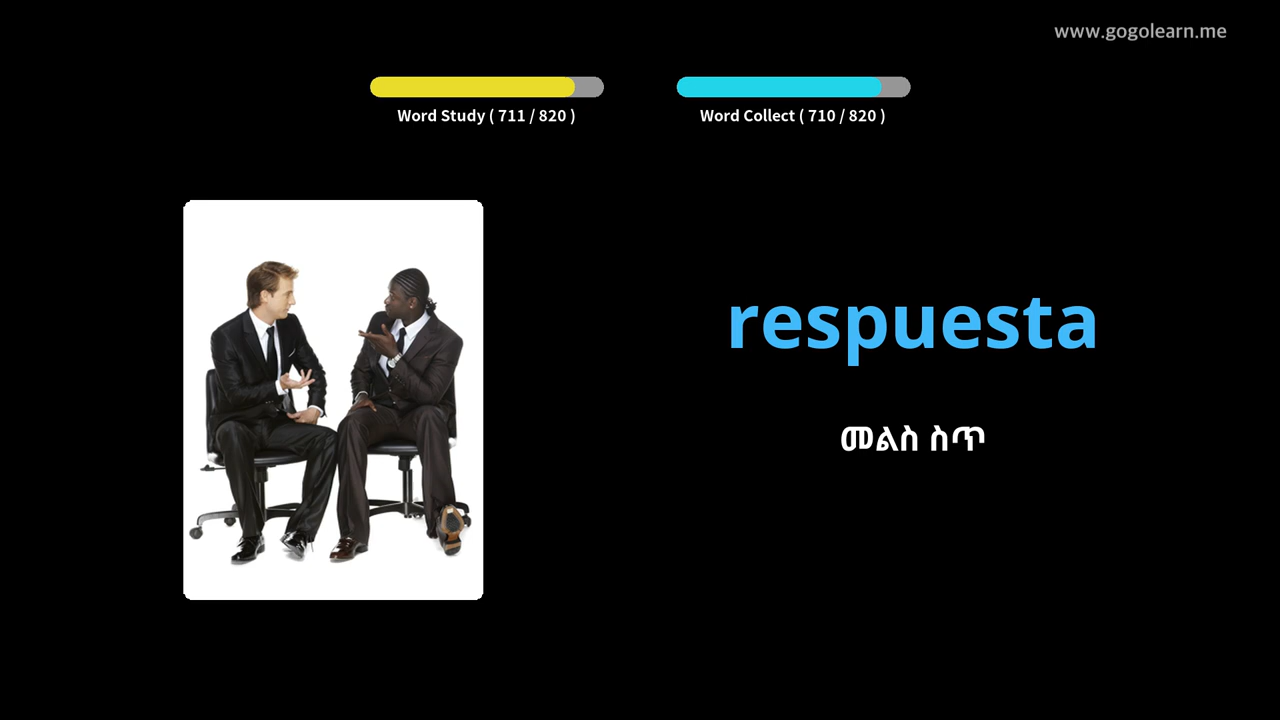 www.gogolearn.me
Word Study ( 711 / 820 )
Word Collect ( 710 / 820 )
respuesta
መልስ ስጥ